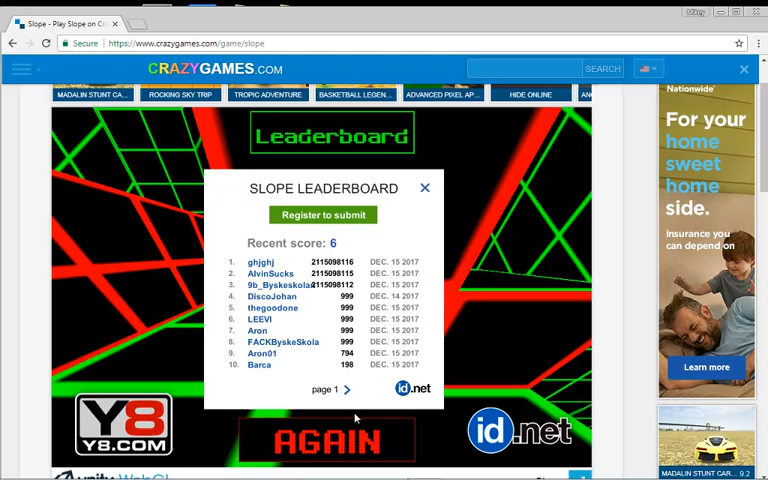 Mikey
Slope - Play Slope on Cr
Secure https://www.crazygames.com/game/slope
CRAZYGAMES.COM SEARCH
MADALIN STUNT CAR... ROCKING SKY TRIP TROPIC ADVENTURE BASKETBALL LEGEN... ADVANCED PIXEL AP... HIDE ONLINE
Nationwide
For your
home
sweet
home
side.
insurance you
can depend on
Learn more
MADALIN STUNT CAR... 9.2
Leaderboard
SLOPE LEADERBOARD
Register to submit
Recent score: 6
1. ghjghj 2115098116 DEC. 15 2017
2. AlvinSucks 2115098115 DEC. 15 2017
3. 9b_Byskeskolan 2115098112 DEC. 15 2017
4. DiscoJohan 999 DEC. 14 2017
5. thegoodone 999 DEC. 15 2017
6. LEEVI 999 DEC. 15 2017
7. Aron 999 DEC. 15 2017
8. FACKByskeSkola 999 DEC. 15 2017
9. Aron01 794 DEC. 15 2017
10. Barca 198 DEC. 15 2017
page 1
id.net
Y8
Y8.COM
AGAIN
id.net